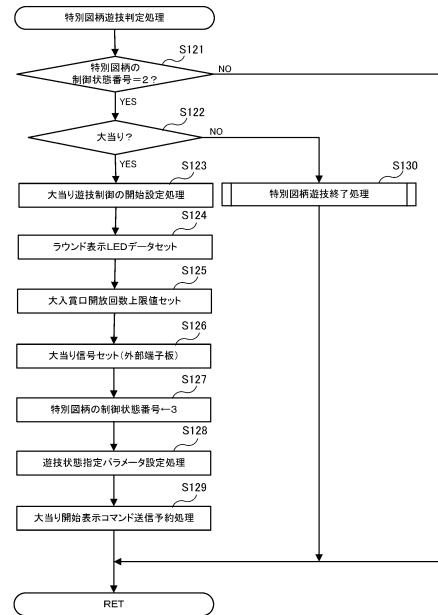 特別図柄遊技判定処理
S121
特別図柄の
制御状態番号=2?
NO
YES
S122
大当り?
NO
YES
S123
大当り遊技制御の開始設定処理
S130
特別図柄遊技終了処理
S124
ラウンド表示LEDデータセット
S125
大入賞口開放回数上限値セット
S126
大当り信号セット(外部端子板)
S127
特別図柄の制御状態番号←3
S128
遊技状態指定パラメータ設定処理
S129
大当り開始表示コマンド送信予約処理
RET